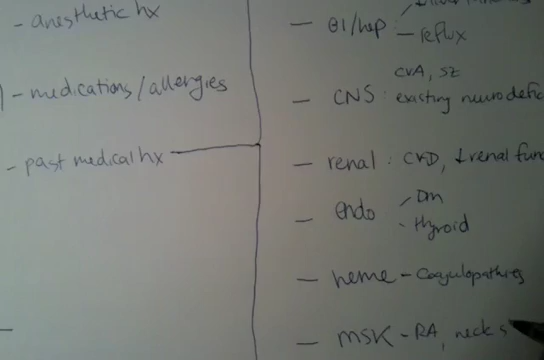 - anesthetic hx
- medications/allergies
- past medical hx
- GI/hep
- reflux
CVA, SZ
- CNS: existing neuro defic
- renal: CVD, ↓renal func
- endo - DM
- thyroid
- heme - Coagulopathies
- MSK - RA, neck s